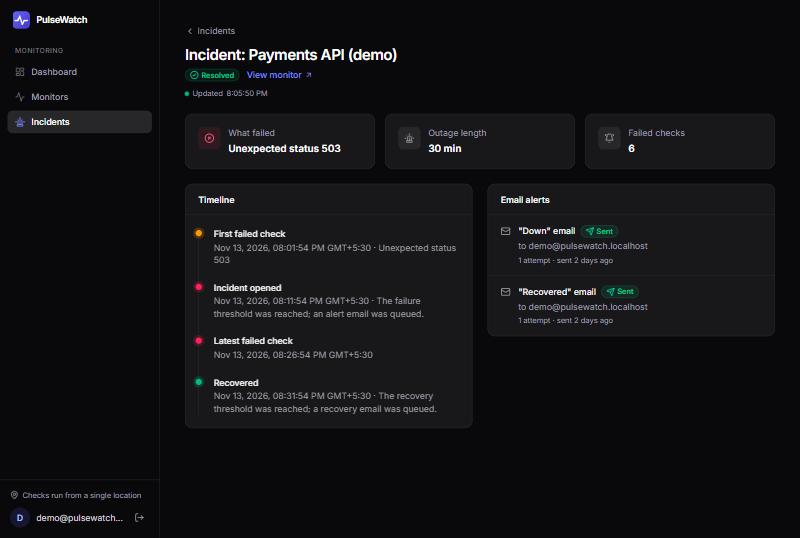 PulseWatch
MONITORING
Dashboard
Monitors
Incidents
Incidents
Incident: Payments API (demo)
Resolved
View monitor
Updated 8:05:50 PM
What failed
Unexpected status 503
Outage length
30 min
Failed checks
6
Timeline
First failed check
Nov 13, 2026, 08:01:54 PM GMT+5:30 · Unexpected status
503
Incident opened
Nov 13, 2026, 08:11:54 PM GMT+5:30 · The failure
threshold was reached; an alert email was queued.
Latest failed check
Nov 13, 2026, 08:26:54 PM GMT+5:30
Recovered
Nov 13, 2026, 08:31:54 PM GMT+5:30 · The recovery
threshold was reached; a recovery email was queued.
Email alerts
"Down" email Sent
to demo@pulsewatch.localhost
1 attempt · sent 2 days ago
"Recovered" email Sent
to demo@pulsewatch.localhost
1 attempt · sent 2 days ago
Checks run from a single location
D demo@pulsewatch...